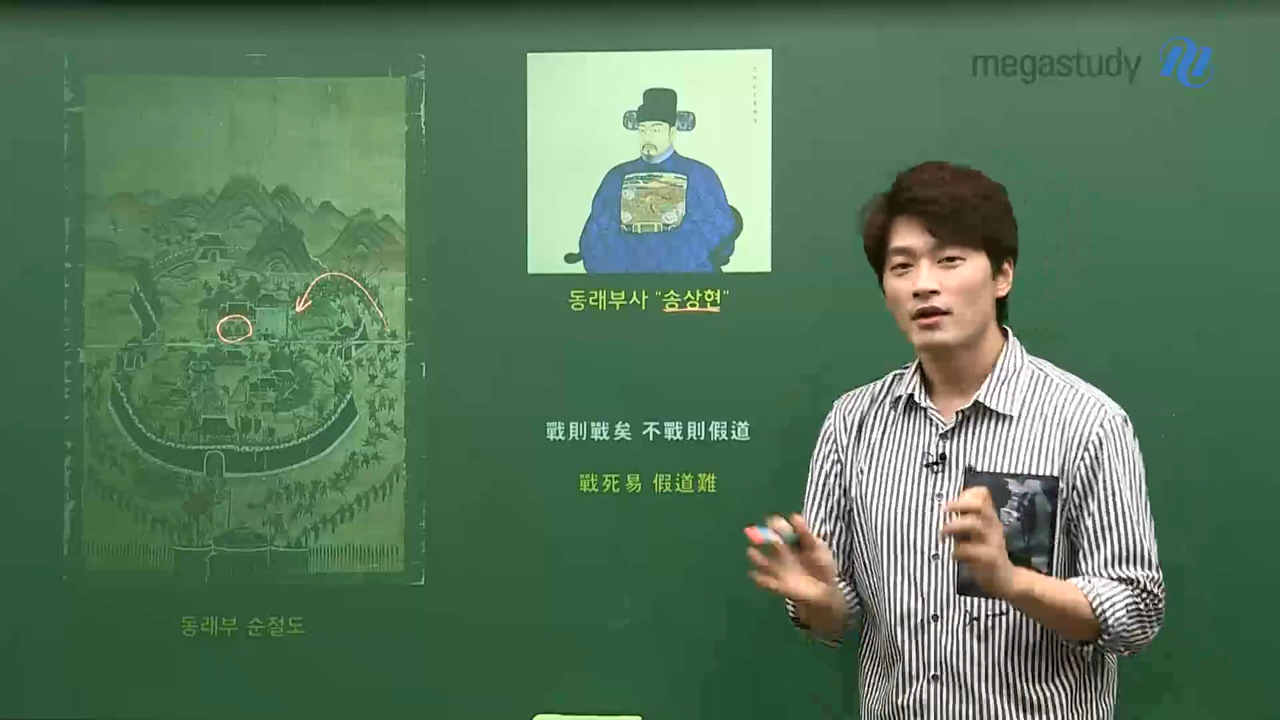 megastudy
동래부사 "송상현"
戰則戰矣 不戰則假道
戰死易 假道難
동래부 순절도